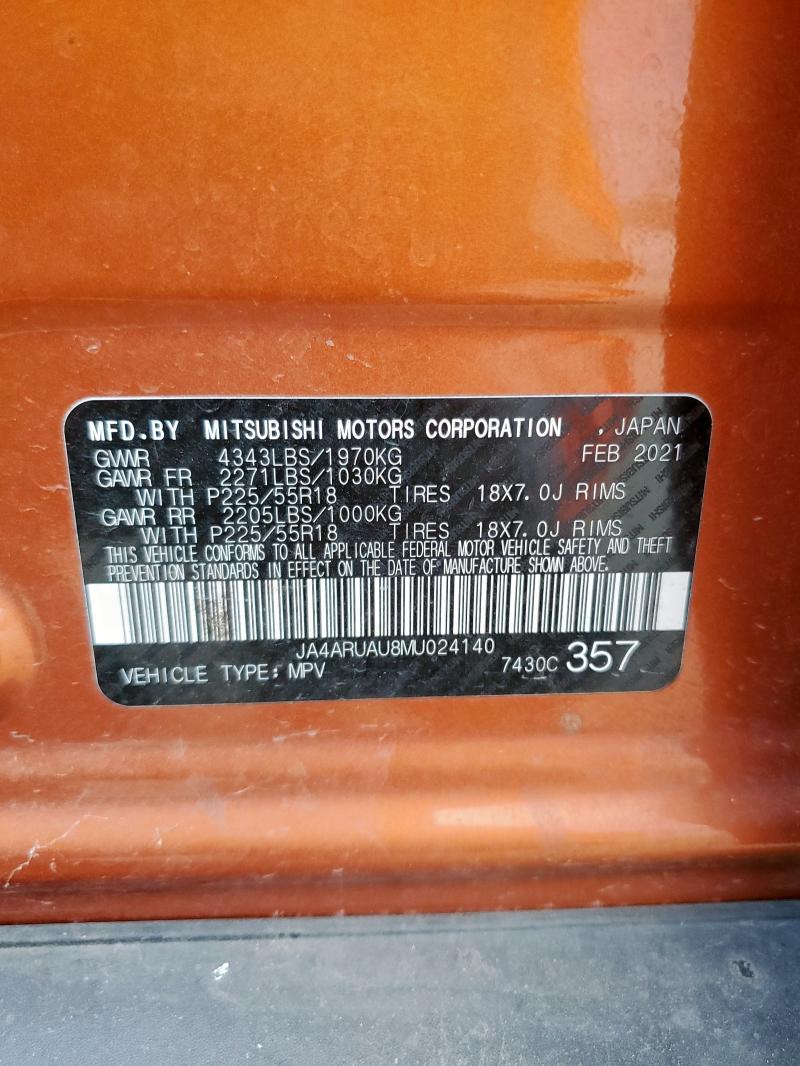 MFD.BY MITSUBISHI MOTORS CORPORATION , JAPAN
GVWR 4343LBS/1970KG FEB 2021
GAWR FR 2271LBS/1030KG
WITH P225/55R18 TIRES 18X7.0J RIMS
GAWR RR 2205LBS/1000KG
WITH P225/55R18 TIRES 18X7.0J RIMS
THIS VEHICLE CONFORMS TO ALL APPLICABLE FEDERAL MOTOR VEHICLE SAFETY AND THEFT
PREVENTION STANDARDS IN EFFECT ON THE DATE OF MANUFACTURE SHOWN ABOVE.
JA4ARUAU8MU024140
VEHICLE TYPE: MPV 7430C 357